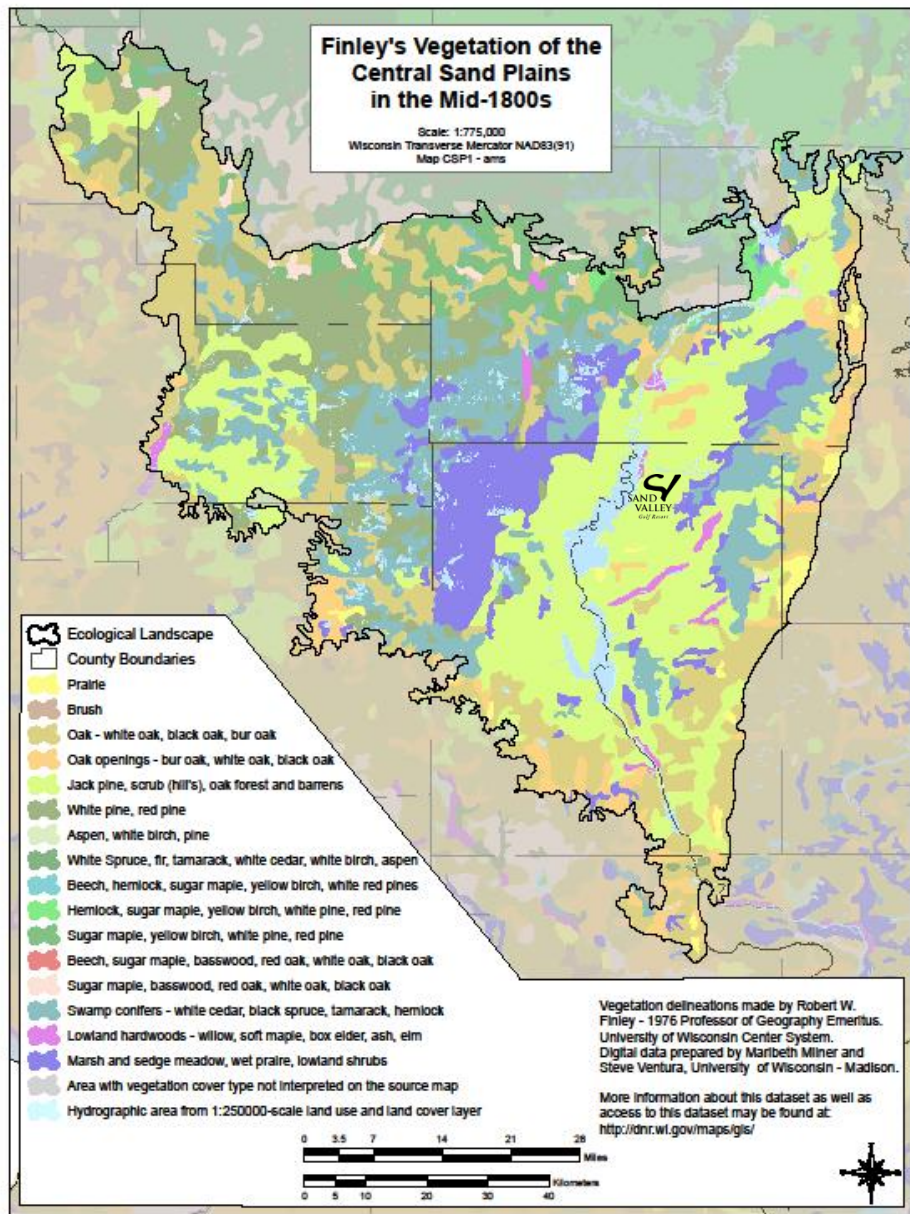 Finley's Vegetation of the
Central Sand Plains
in the Mid-1800s
Scale: 1:775,000
Wisconsin Transverse Mercator NAD83(91)
Map CSP1 - ams
SV
SAND
VALLEY
Golf Resort
Ecological Landscape
County Boundaries
Prairie
Brush
Oak - white oak, black oak, bur oak
Oak openings - bur oak, white oak, black oak
Jack pine, scrub (hill's), oak forest and barrens
White pine, red pine
Aspen, white birch, pine
White Spruce, fir, tamarack, white cedar, white birch, aspen
Beech, hemlock, sugar maple, yellow birch, white red pines
Hemlock, sugar maple, yellow birch, white pine, red pine
Sugar maple, yellow birch, white pine, red pine
Beech, sugar maple, basswood, red oak, white oak, black oak
Sugar maple, basswood, red oak, white oak, black oak
Swamp conifers - white cedar, black spruce, tamarack, hemlock
Lowland hardwoods - willow, soft maple, box elder, ash, elm
Marsh and sedge meadow, wet praire, lowland shrubs
Area with vegetation cover type not interpreted on the source map
Hydrographic area from 1:250000-scale land use and land cover layer
Vegetation delineations made by Robert W.
Finley - 1976 Professor of Geography Emeritus.
University of Wisconsin Center System.
Digital data prepared by Maribeth Milner and
Steve Ventura, University of Wisconsin - Madison.
More information about this dataset as well as
access to this dataset may be found at:
http://dnr.wi.gov/maps/gis/
0 3.5 7 14 21 28
Miles
Kilometers
0 5 10 20 30 40